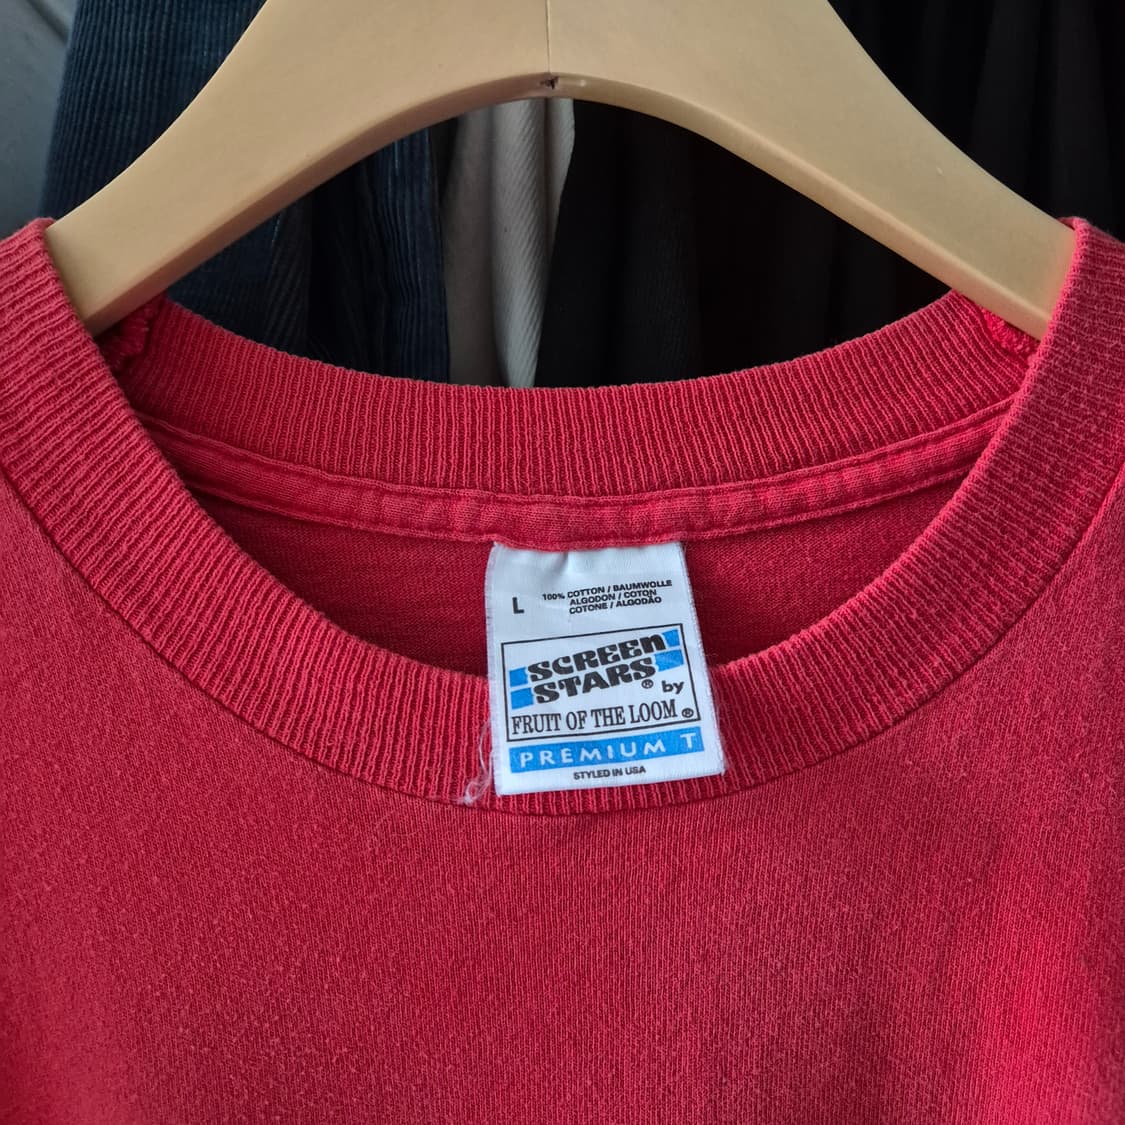 L
100% COTTON / BAUMWOLLE
ALGODON / COTON
COTONE / ALGODÃO
SCREEN
STARS® by
FRUIT OF THE LOOM®
PREMIUM T
STYLED IN USA